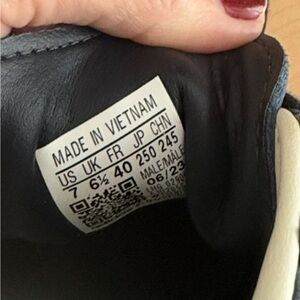 MADE IN VIETNAM
US UK FR JP CHN
7 6½ 40 250 245
MALE/MALE
06/23